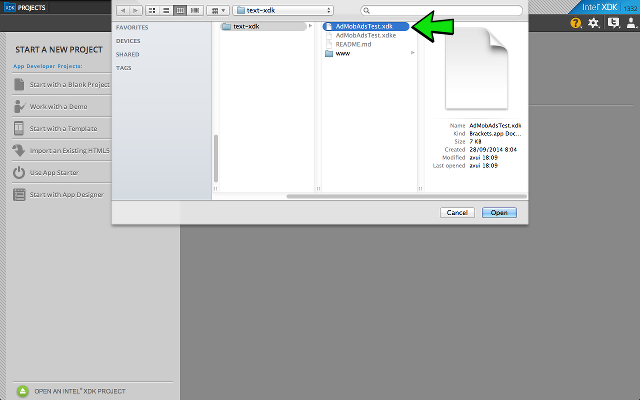 XDK PROJECTS
text-xdk
Intel XDK 1332
START A NEW PROJECT
App Developer Projects:
Start with a Blank Project
Work with a Demo
Start with a Template
Import an Existing HTML5
Use App Starter
Start with App Designer
OPEN AN INTEL® XDK PROJECT
FAVORITES
DEVICES
SHARED
TAGS
text-xdk
AdMobAdsTest.xdk
AdMobAdsTest.xdke
README.md
www
Name AdMobAdsTest.xdk
Kind Brackets.app Doc...
Size 7 KB
Created 28/09/2014 8:04
Modified avui 18:09
Last opened avui 18:09
Cancel Open